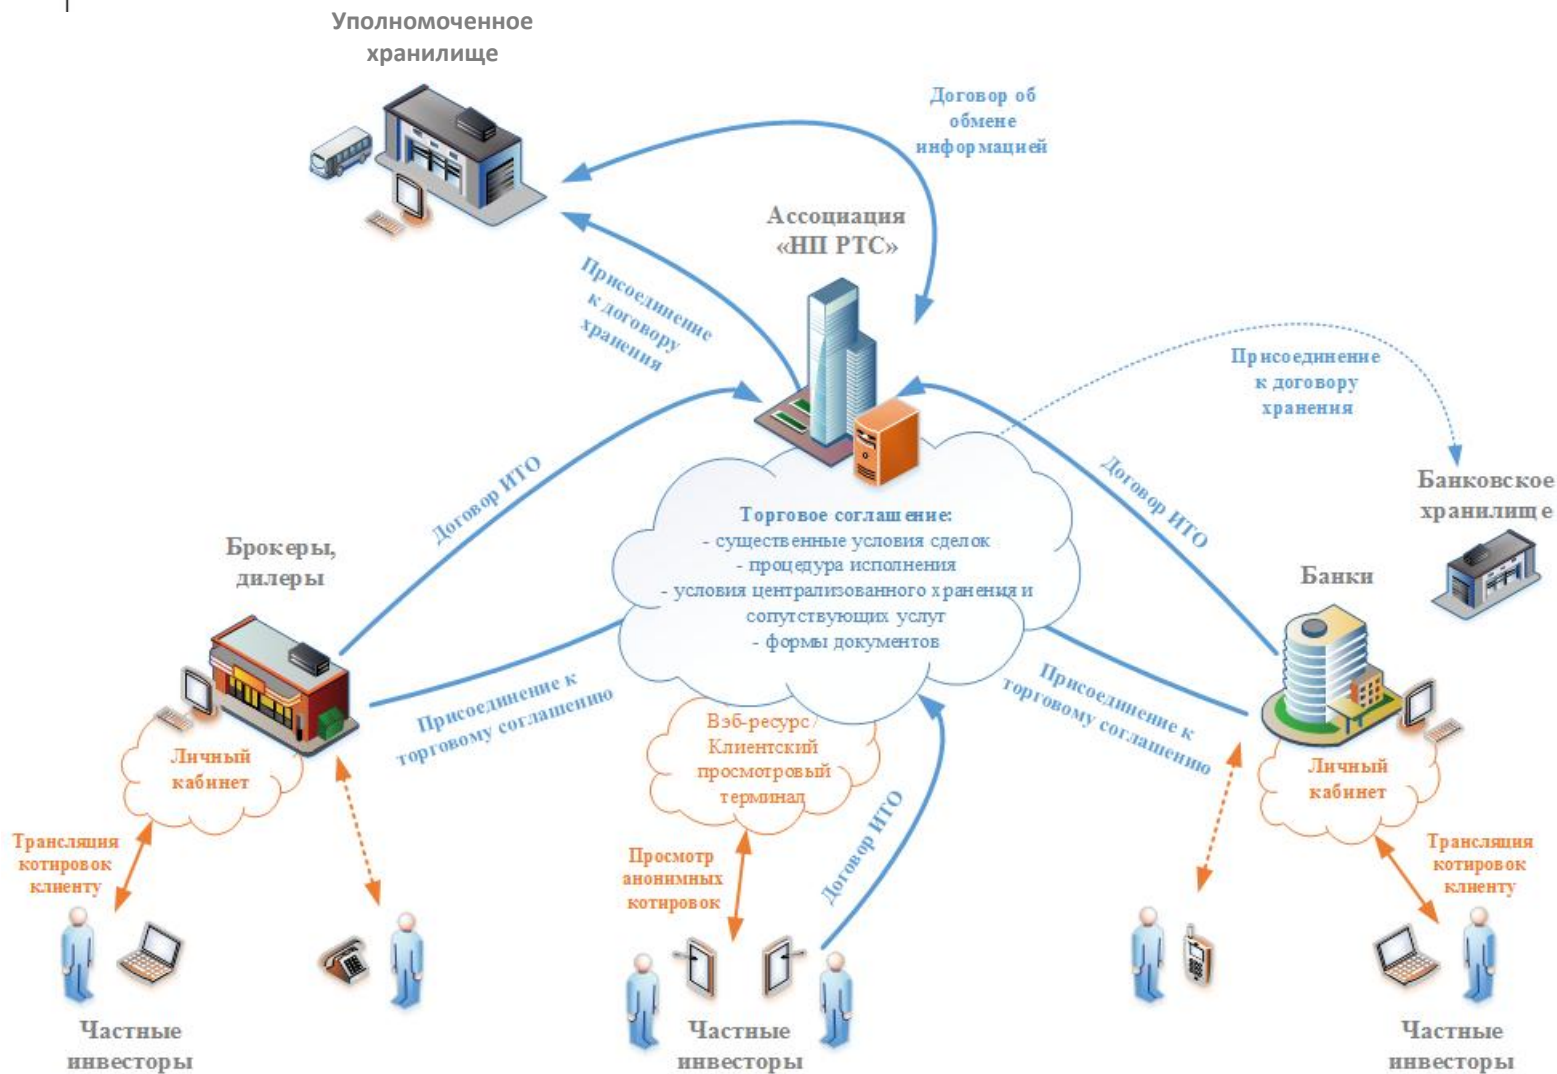 Уполномоченное
хранилище
Договор об
обмене
информацией
Ассоциация
«НП РТС»
Присоединение
к договору
хранения
Присоединение
к договору
хранения
Договор ИТО
Договор ИТО
Банковское
хранилище
Торговое соглашение:
- существенные условия сделок
- процедура исполнения
- условия централизованного хранения и
сопутствующих услуг
- формы документов
Брокеры,
дилеры
Банки
Присоединение к
торговому соглашению
Присоединение к
торговому соглашению
Вэб-ресурс /
Клиентский
просмотровый
терминал
Личный
кабинет
Личный
кабинет
Договор ИТО
Трансляция
котировок
клиенту
Просмотр
анонимных
котировок
Трансляция
котировок
клиенту
Частные
инвесторы
Частные
инвесторы
Частные
инвесторы